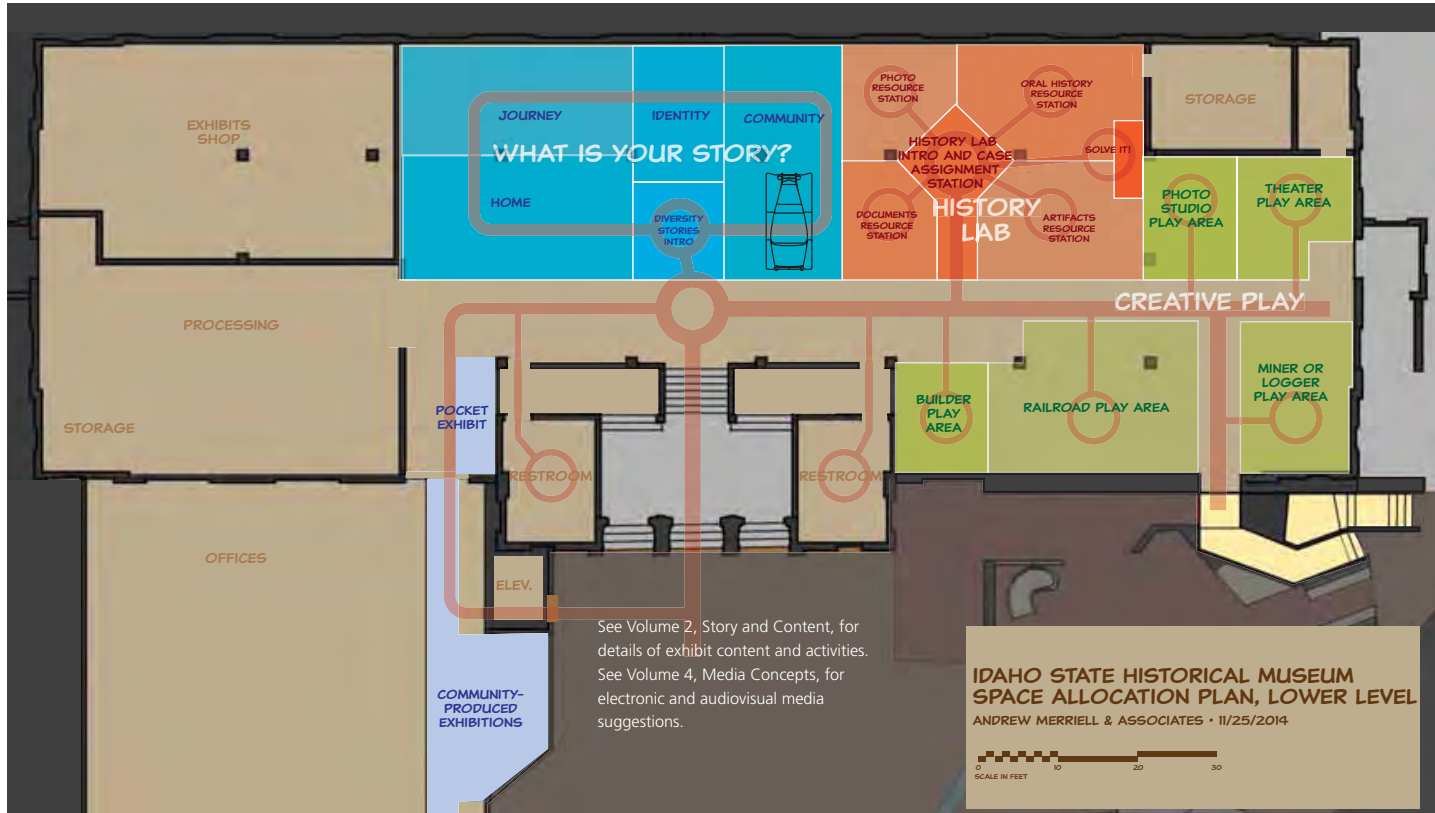 EXHIBITS
SHOP
JOURNEY
IDENTITY
COMMUNITY
WHAT IS YOUR STORY?
HOME
DIVERSITY
STORIES
INTRO
PHOTO
RESOURCE
STATION
ORAL HISTORY
RESOURCE
STATION
HISTORY LAB
INTRO AND CASE
ASSIGNMENT
STATION
SOLVE IT!
DOCUMENTS
RESOURCE
STATION
HISTORY
LAB
ARTIFACTS
RESOURCE
STATION
STORAGE
PHOTO
STUDIO
PLAY AREA
THEATER
PLAY AREA
CREATIVE PLAY
PROCESSING
STORAGE
POCKET
EXHIBIT
RESTROOM
RESTROOM
BUILDER
PLAY
AREA
RAILROAD PLAY AREA
MINER OR
LOGGER
PLAY AREA
OFFICES
ELEV.
COMMUNITY-
PRODUCED
EXHIBITIONS
See Volume 2, Story and Content, for
details of exhibit content and activities.
See Volume 4, Media Concepts, for
electronic and audiovisual media
suggestions.
IDAHO STATE HISTORICAL MUSEUM
SPACE ALLOCATION PLAN, LOWER LEVEL
ANDREW MERRIELL & ASSOCIATES • 11/25/2014
0 10 20 30
SCALE IN FEET